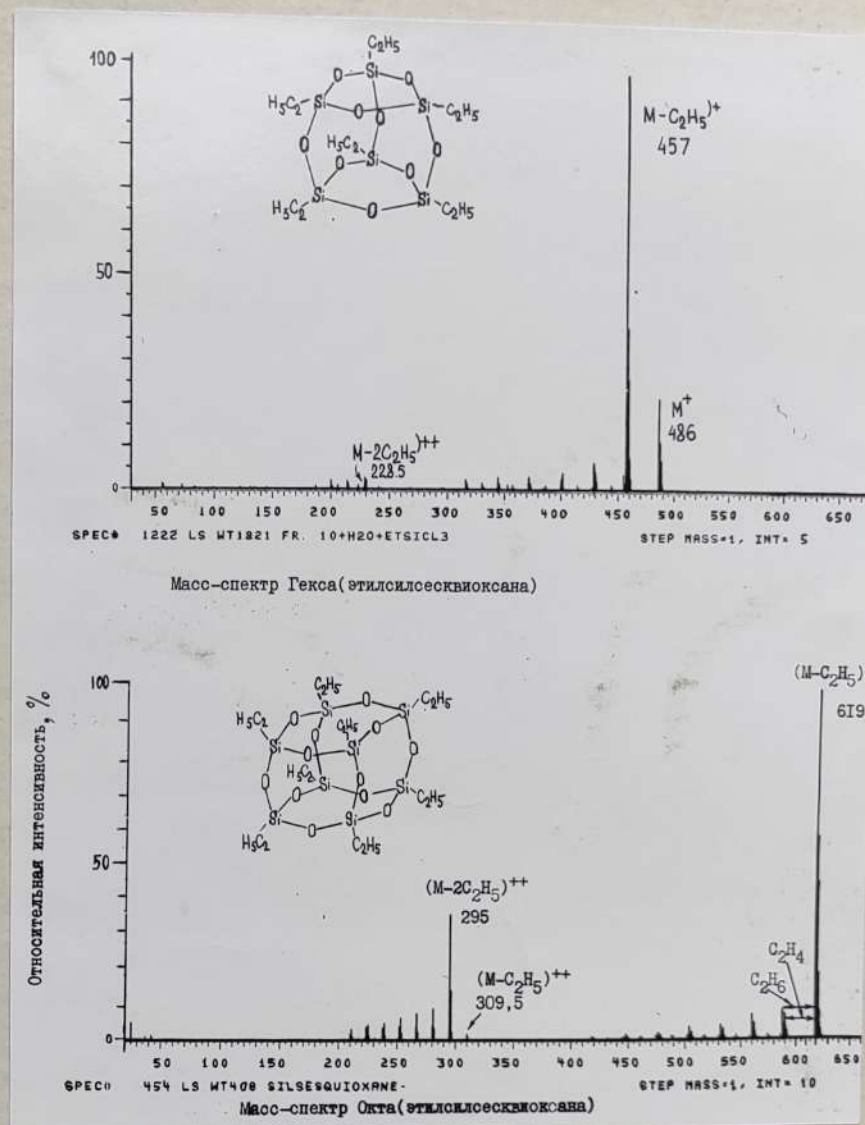 100
50
0
C₂H₅
Si
O
O
H₅C₂
Si
O
O
Si
C₂H₅
O
H₅C₂
Si
O
O
O
H₅C₂
Si
O
Si
C₂H₅
M-C₂H₅)⁺
457
M⁺
486
M-2C₂H₅)⁺⁺
228.5
50 100 150 200 250 300 350 400 450 500 550 600 650
SPEC# 1222 LS WT1821 FR. 10+H2O+ETSICL3 STEP MASS=1, INT= 5
Масс-спектр Гекса(этилсилсесквиоксана)
Относительная интенсивность, %
100
50
0
C₂H₅
Si
O
Si
C₂H₅
H₅C₂
O
O
O
C₂H₅
Si
O
Si
O
O
H₅C₂
Si
O
Si
C₂H₅
O
O
O
Si
O
Si
H₅C₂
C₂H₅
(M-C₂H₅)
6I9
(M-2C₂H₅)⁺⁺
295
(M-C₂H₅)⁺⁺
309,5
C₂H₄
C₂H₆
50 100 150 200 250 300 350 400 450 500 550 600 650
SPEC# 454 LS WT408 SILSESQUIOXANE- STEP MASS=1, INT= 10
Масс-спектр Окта(этилсилсесквиоксана)